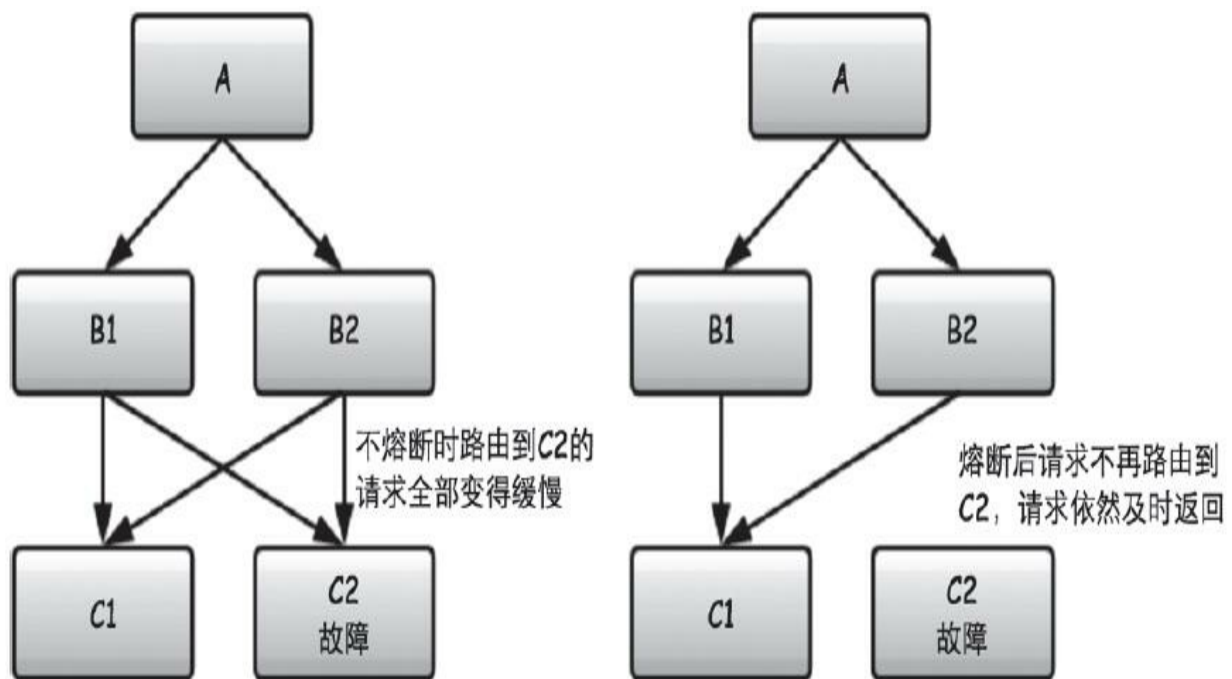 A
B1
B2
不熔断时路由到C2的
请求全部变得缓慢
C1
C2
故障
A
B1
B2
熔断后请求不再路由到
C2，请求依然及时返回
C1
C2
故障